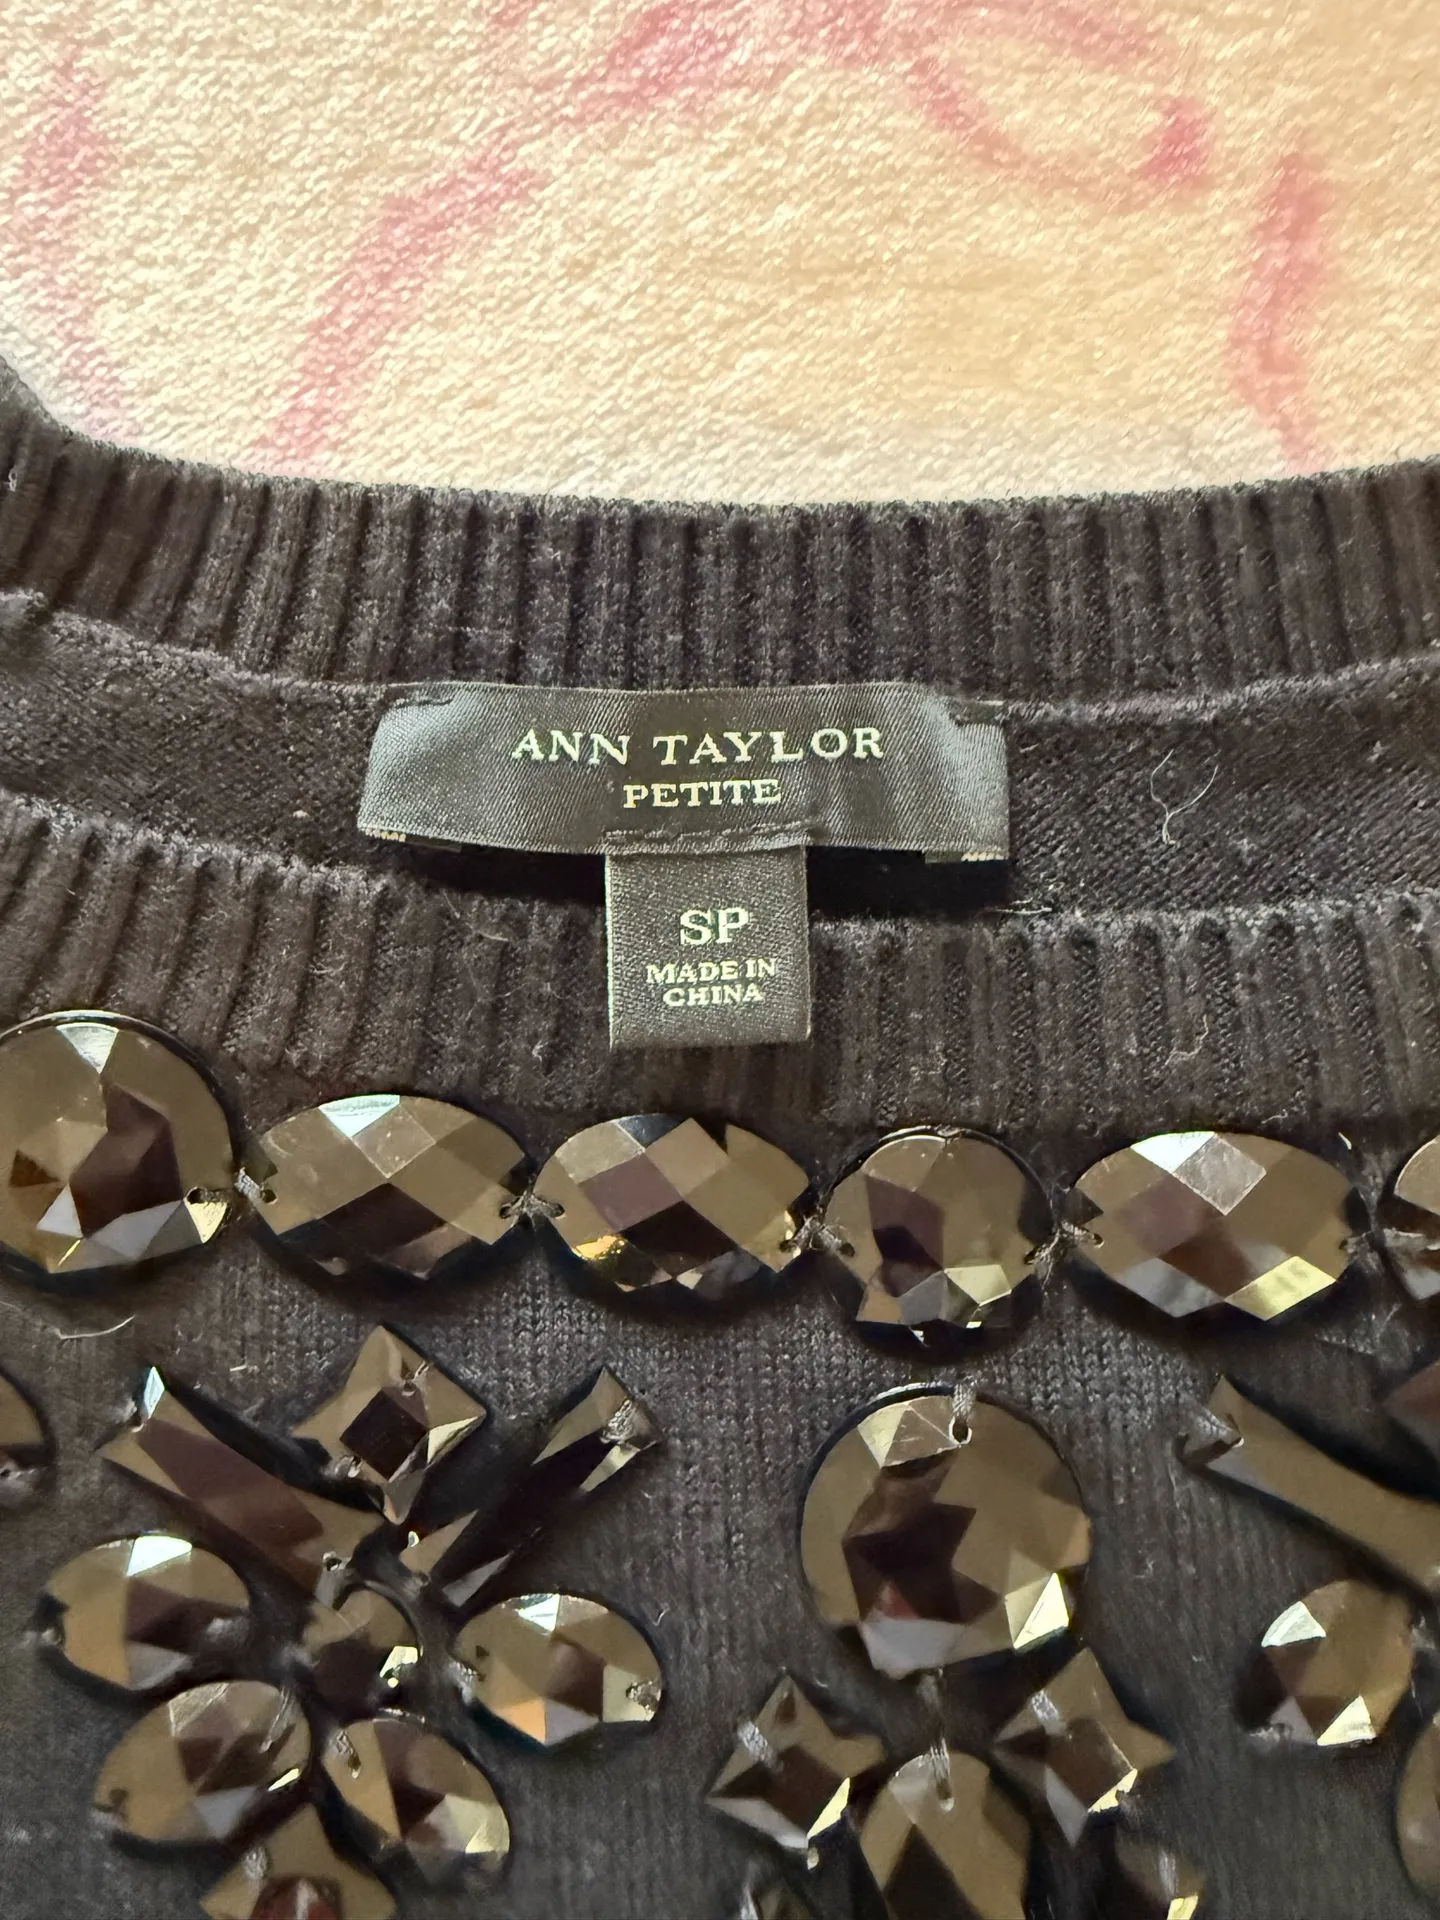 ANN TAYLOR
PETITE
SP
MADE IN
CHINA